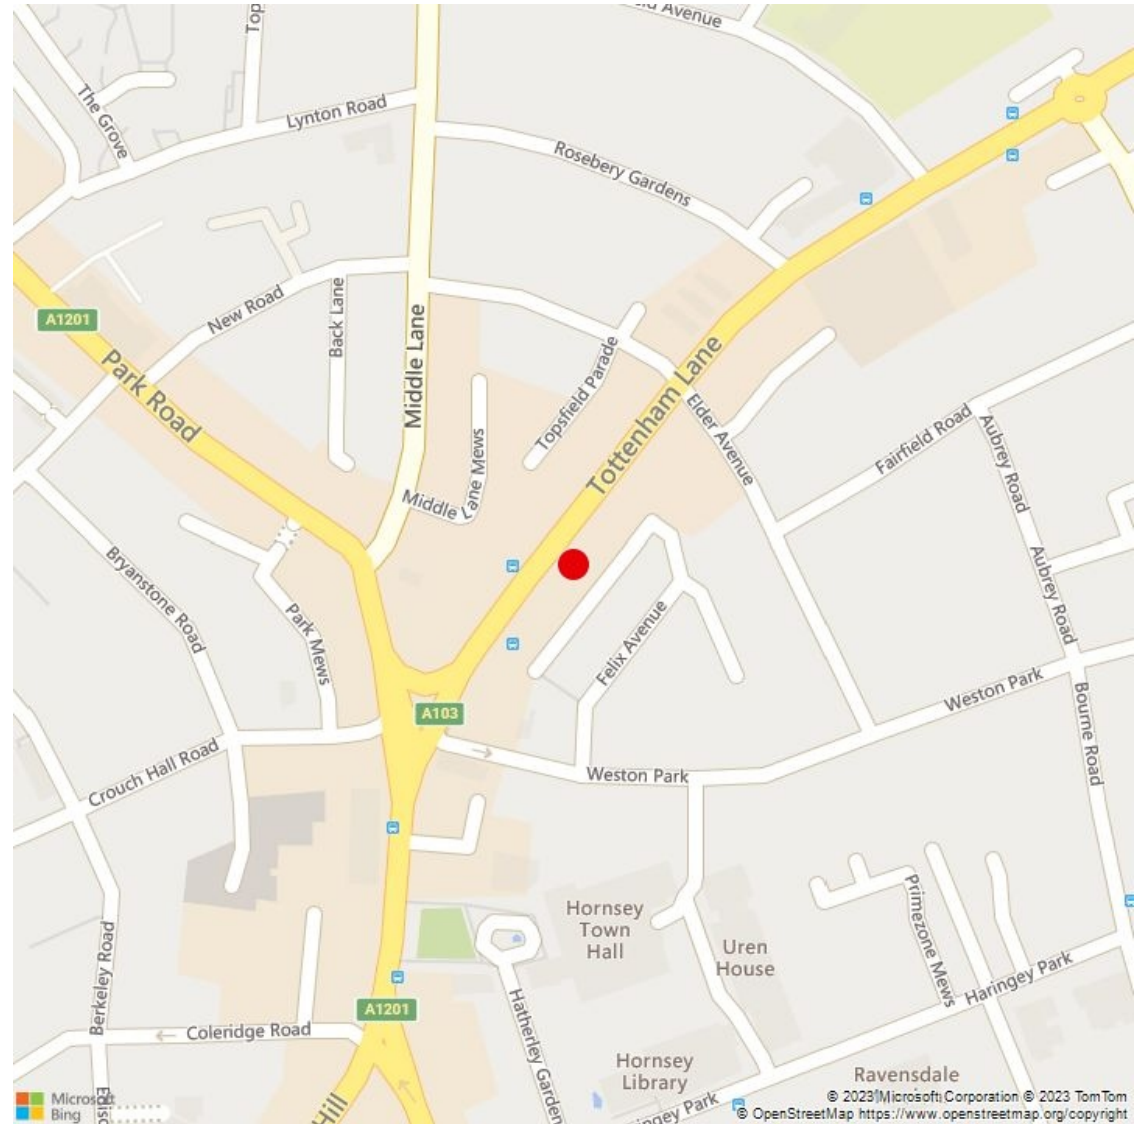 Top
ld Avenue
The Grove
Lynton Road
Rosebery Gardens
New Road
Back Lane
A1201
Park Road
Middle Lane
Topsfield Parade
Tottenham Lane
Elder Avenue
Fairfield Road
Aubrey Road
Middle Lane Mews
Bryanstone Road
Aubrey Road
Park Mews
Felix Avenue
Weston Park
Bourne Road
A103
Weston Park
Crouch Hall Road
Primezone Mews
Hornsey
Town
Hall
Uren
House
Berkeley Road
Haringey Park
A1201
Coleridge Road
Hatherley Garden
Hornsey
Library
Ravensdale
Hill
ingey Park
Microsoft
Bing
© 2023 Microsoft Corporation © 2023 TomTom
© OpenStreetMap https://www.openstreetmap.org/copyright